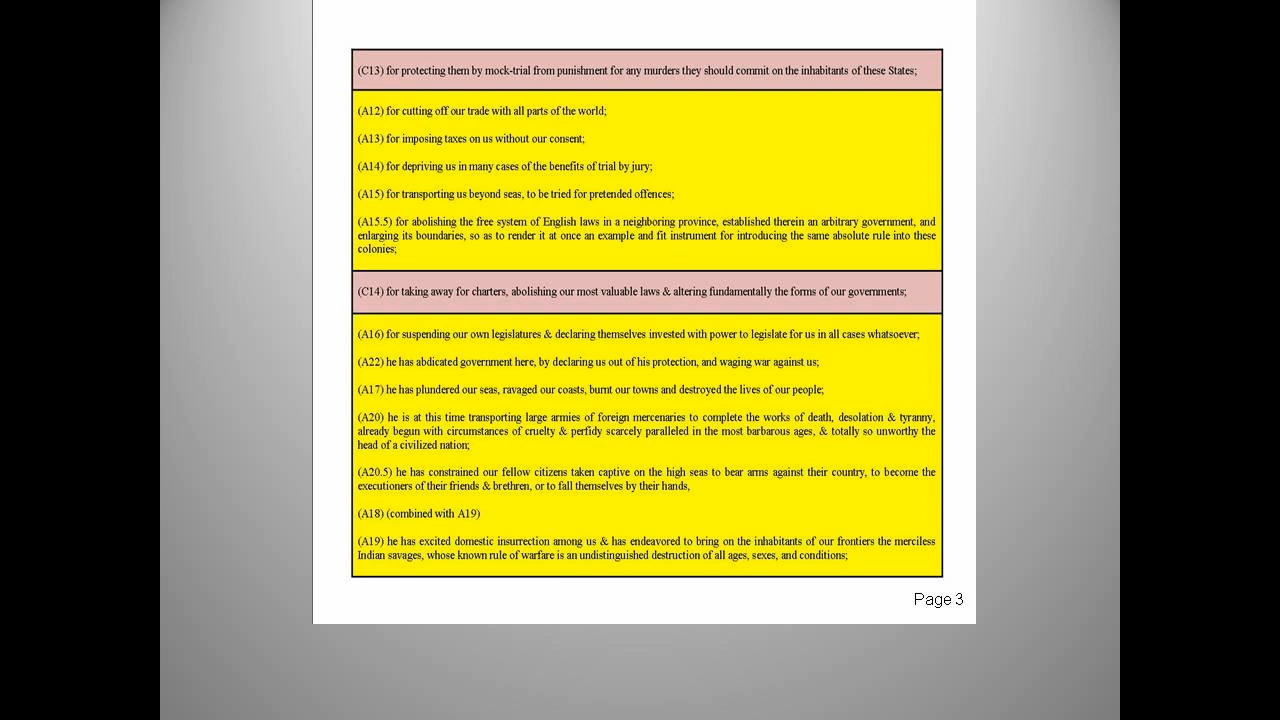 (C13) for protecting them by mock-trial from punishment for any murders they should commit on the inhabitants of these States;
(A12) for cutting off our trade with all parts of the world;
(A13) for imposing taxes on us without our consent;
(A14) for depriving us in many cases of the benefits of trial by jury;
(A15) for transporting us beyond seas, to be tried for pretended offences;
(A15.5) for abolishing the free system of English laws in a neighboring province, established therein an arbitrary government, and
enlarging its boundaries, so as to render it at once an example and fit instrument for introducing the same absolute rule into these
colonies;
(C14) for taking away for charters, abolishing our most valuable laws & altering fundamentally the forms of our governments;
(A16) for suspending our own legislatures & declaring themselves invested with power to legislate for us in all cases whatsoever;
(A22) he has abdicated government here, by declaring us out of his protection, and waging war against us;
(A17) he has plundered our seas, ravaged our coasts, burnt our towns and destroyed the lives of our people;
(A20) he is at this time transporting large armies of foreign mercenaries to complete the works of death, desolation & tyranny,
already begun with circumstances of cruelty & perfidy scarcely paralleled in the most barbarous ages, & totally so unworthy the
head of a civilized nation;
(A20.5) he has constrained our fellow citizens taken captive on the high seas to bear arms against their country, to become the
executioners of their friends & brethren, or to fall themselves by their hands,
(A18) (combined with A19)
(A19) he has excited domestic insurrection among us & has endeavored to bring on the inhabitants of our frontiers the merciless
Indian savages, whose known rule of warfare is an undistinguished destruction of all ages, sexes, and conditions;
Page 3